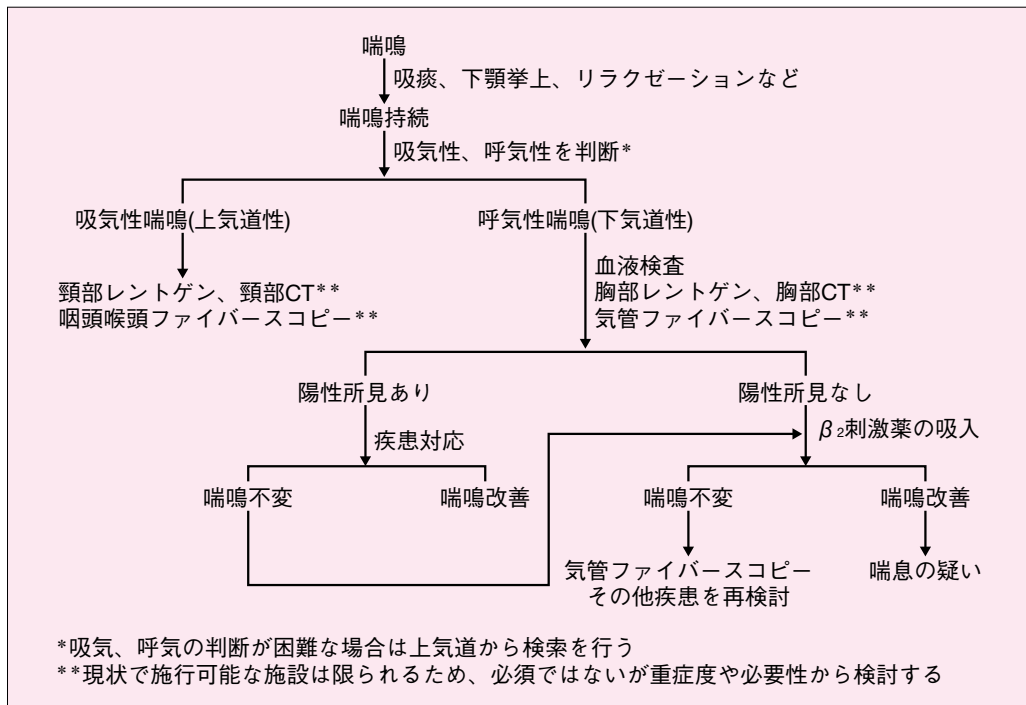 喘鳴
吸痰、下顎挙上、リラクゼーションなど
喘鳴持続
吸気性、呼気性を判断*
吸気性喘鳴(上気道性)
呼気性喘鳴(下気道性)
頸部レントゲン、頸部CT**
咽頭喉頭ファイバースコピー**
血液検査
胸部レントゲン、胸部CT**
気管ファイバースコピー**
陽性所見あり
陽性所見なし
疾患対応
β2刺激薬の吸入
喘鳴不変
喘鳴改善
喘鳴不変
喘鳴改善
気管ファイバースコピー
その他疾患を再検討
喘息の疑い
*吸気、呼気の判断が困難な場合は上気道から検索を行う
**現状で施行可能な施設は限られるため、必須ではないが重症度や必要性から検討する